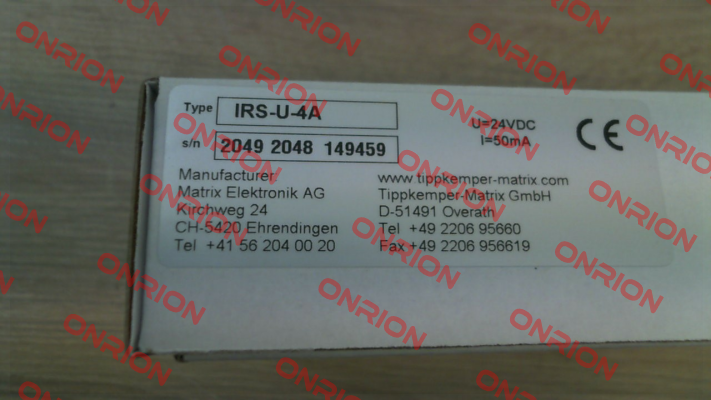 Type IRS-U-4A
s/n 2049 2048 149459
U=24VDC
I=50mA
CE
Manufacturer
Matrix Elektronik AG
Kirchweg 24
CH-5420 Ehrendingen
Tel +41 56 204 00 20
www.tippkemper-matrix.com
Tippkemper-Matrix GmbH
D-51491 Overath
Tel +49 2206 95660
Fax +49 2206 956619
ONRION